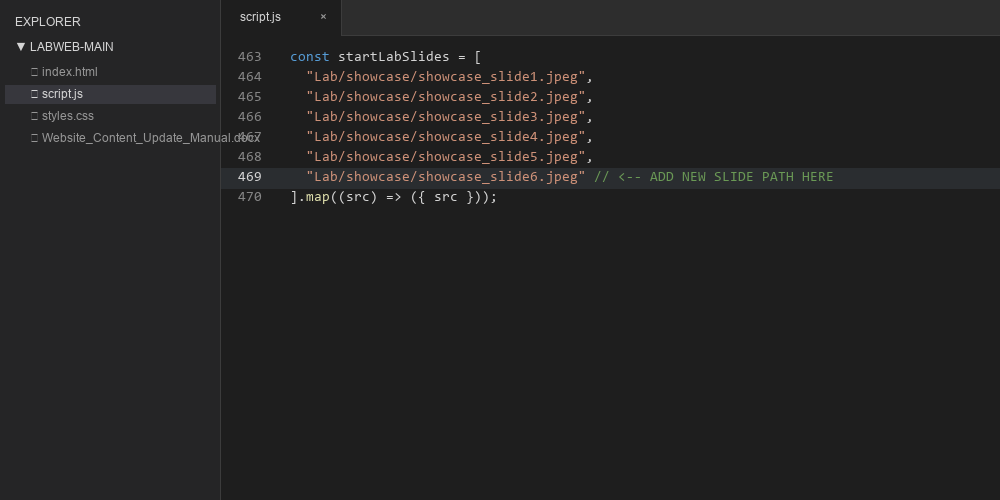 EXPLORER
▼ LABWEB-MAIN
index.html
script.js
styles.css
Website_Content_Update_Manual.docx
script.js ×
463 const startLabSlides = [
464 "Lab/showcase/showcase_slide1.jpeg",
465 "Lab/showcase/showcase_slide2.jpeg",
466 "Lab/showcase/showcase_slide3.jpeg",
467 "Lab/showcase/showcase_slide4.jpeg",
468 "Lab/showcase/showcase_slide5.jpeg",
469 "Lab/showcase/showcase_slide6.jpeg" // <-- ADD NEW SLIDE PATH HERE
470 ].map((src) => ({ src }));